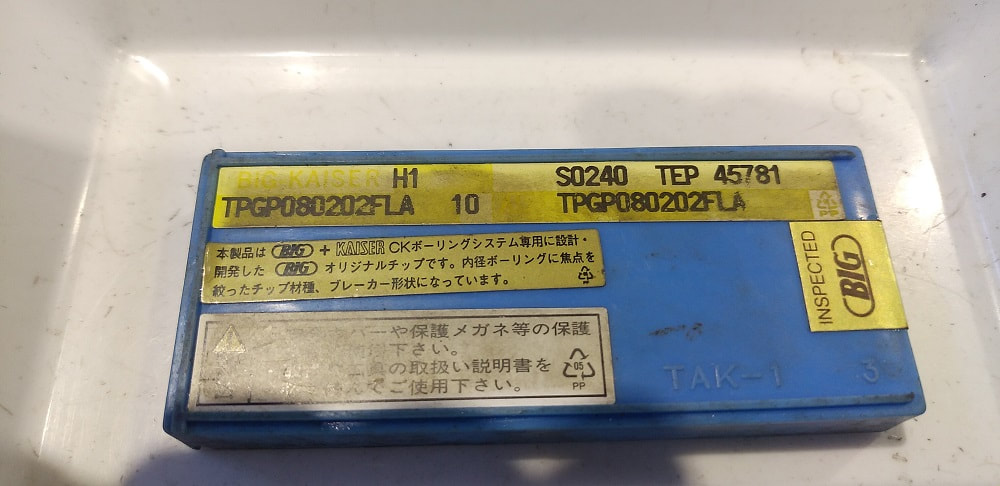 BIG KAISER H1 S0240 TEP 45781
TPGP080202FLA 10 TPGP080202FLA
本製品は BIG + KAISER CKボーリングシステム専用に設計・
開発した BIG オリジナルチップです。内径ボーリングに焦点を
絞ったチップ材種、ブレーカー形状になっています。
INSPECTED BIG
バーや保護メガネ等の保護
下さい。
の取扱い説明書を
でご使用下さい。
05
PP
TAK-1 3